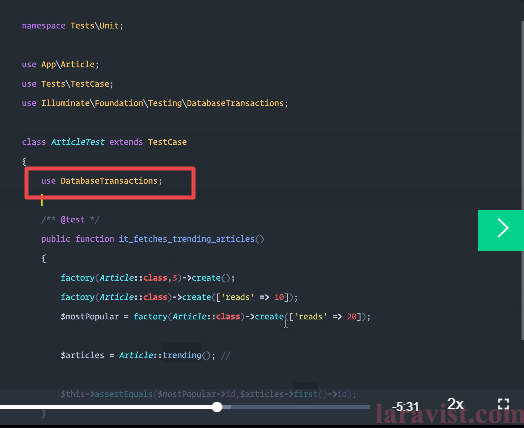 namespace Tests\Unit;
use App\Article;
use Tests\TestCase;
use Illuminate\Foundation\Testing\DatabaseTransactions;
class ArticleTest extends TestCase
{
use DatabaseTransactions;
/** @test */
public function it_fetches_trending_articles()
{
factory(Article::class,3)->create();
factory(Article::class)->create(['reads' => 10]);
$mostPopular = factory(Article::class)->create(['reads' => 20]);
$articles = Article::trending(); //
$this->assertEquals($mostPopular->id,$articles->first()->id);
-5:31
2x
laravist.com
}